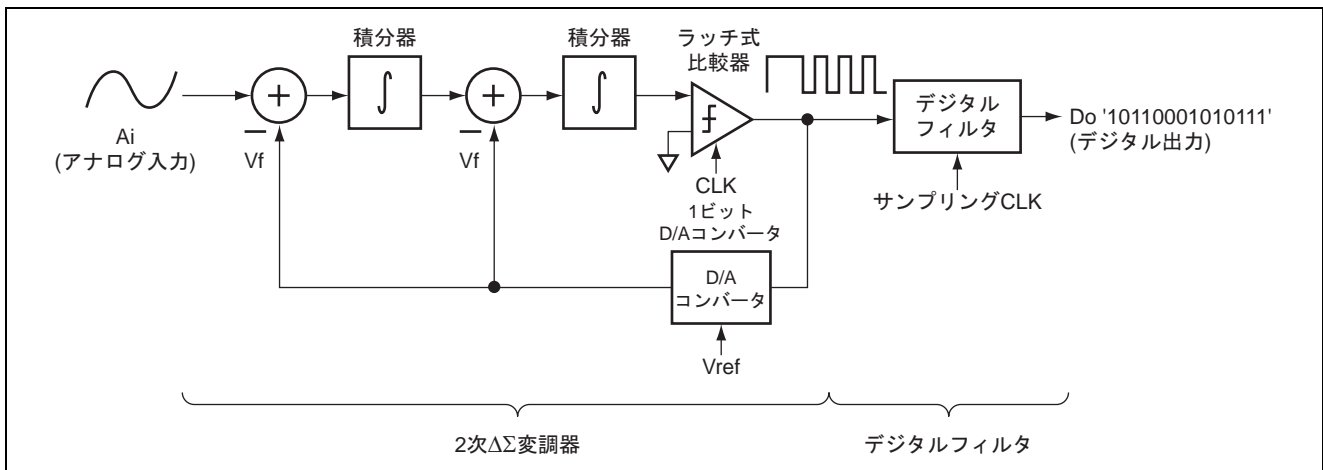 積分器
積分器
ラッチ式
比較器
+
+
∫
∫
−
−
Ai
(アナログ入力)
Vf
Vf
デジタル
フィルタ
Do '10110001010111'
(デジタル出力)
CLK
サンプリングCLK
1ビット
D/Aコンバータ
D/A
コンバータ
Vref
2次ΔΣ変調器
デジタルフィルタ